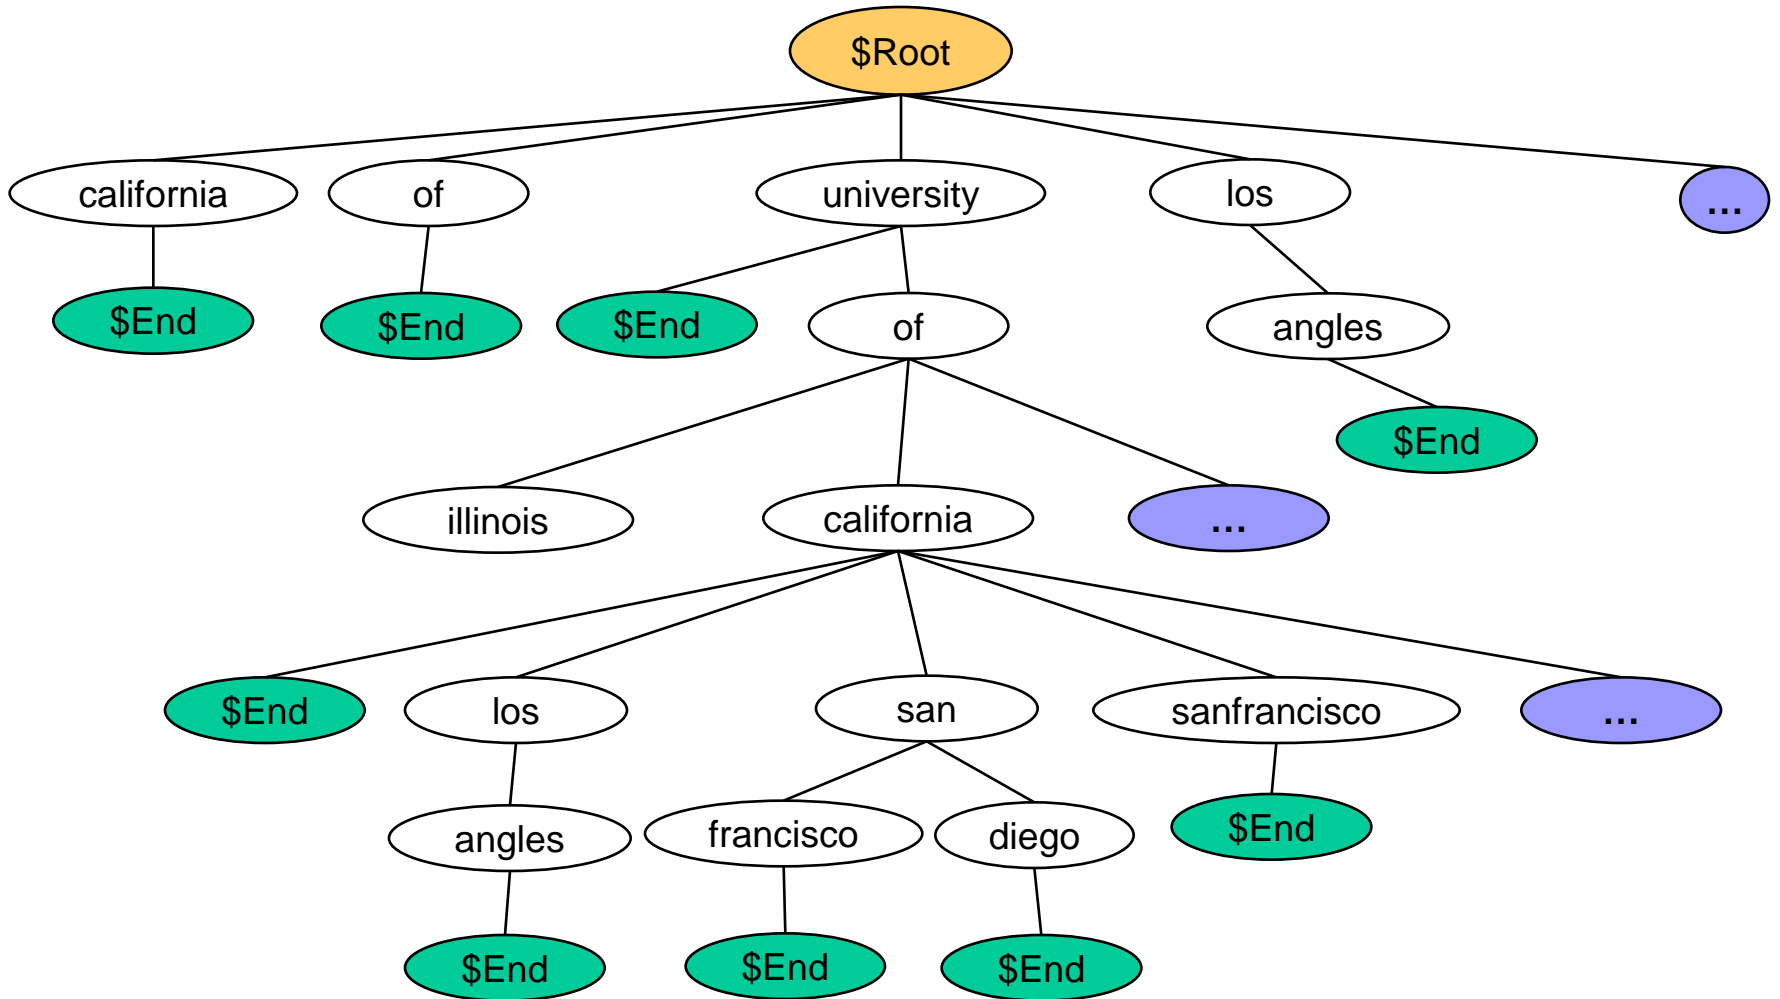 $Root
california
of
university
los
...
$End
$End
$End
of
angles
$End
illinois
california
...
$End
los
san
sanfrancisco
...
angles
francisco
diego
$End
$End
$End
$End